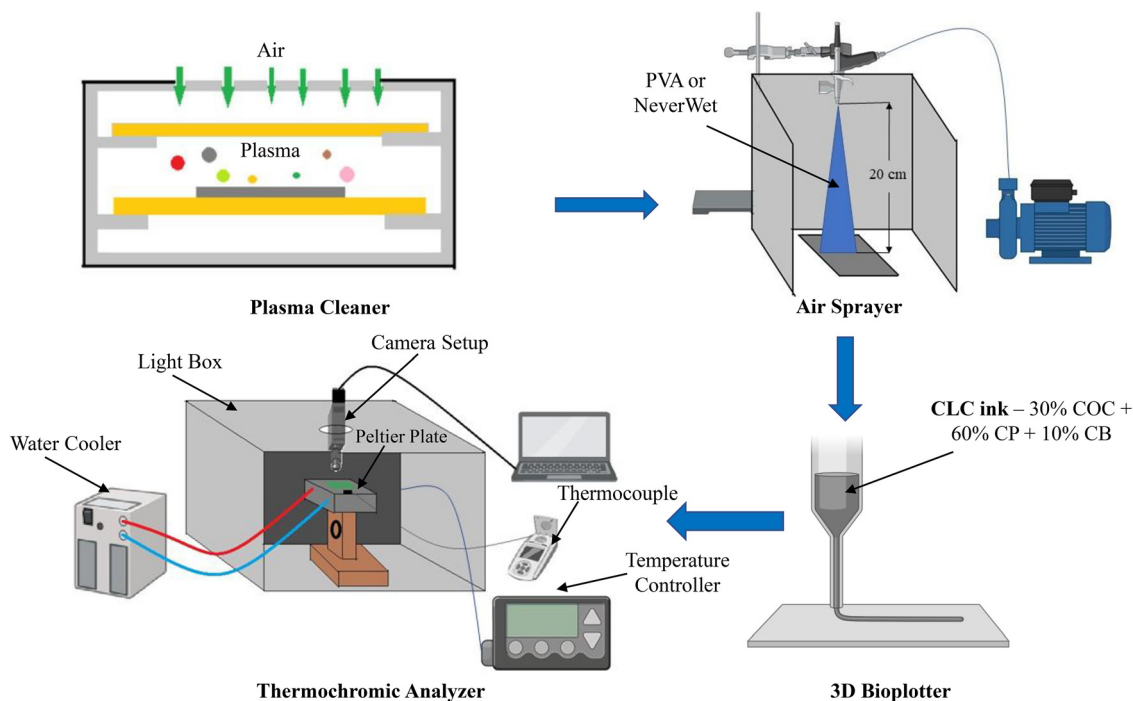 Air
Plasma
Plasma Cleaner
PVA or
NeverWet
20 cm
Air Sprayer
CLC ink – 30% COC +
60% CP + 10% CB
3D Bioplotter
Camera Setup
Light Box
Peltier Plate
Water Cooler
Thermocouple
Temperature
Controller
Thermochromic Analyzer